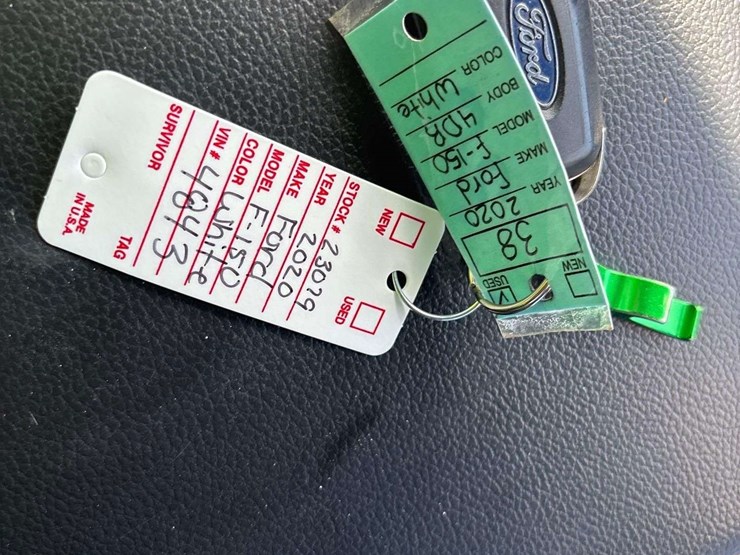 NEW USED
STOCK # 23079
YEAR 2020
MAKE Ford
MODEL F-150
COLOR White
VIN #
SURVIVOR TAG
MADE
IN U.S.A.
NEW USED
38
YEAR 2020
MAKE Ford
MODEL F-150
BODY 4DR
COLOR White
Ford